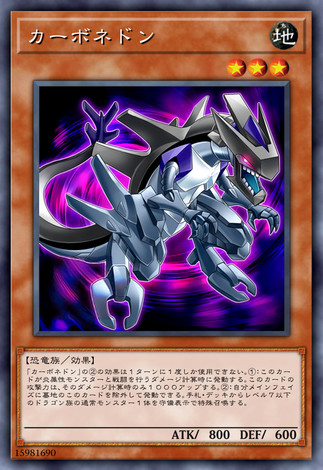 カーボネドン
地
【恐竜族/効果】
「カーボネドン」の②の効果は1ターンに1度しか使用できない。①:このカー
ドが炎属性モンスターと戦闘を行うダメージ計算時に発動する。このカードの
攻撃力は、そのダメージ計算時のみ1000アップする。②:自分メインフェイ
ズに墓地のこのカードを除外して発動できる。手札・デッキからレベル7以下
のドラゴン族の通常モンスター1体を守備表示で特殊召喚する。
ATK/ 800 DEF/ 600
15981690